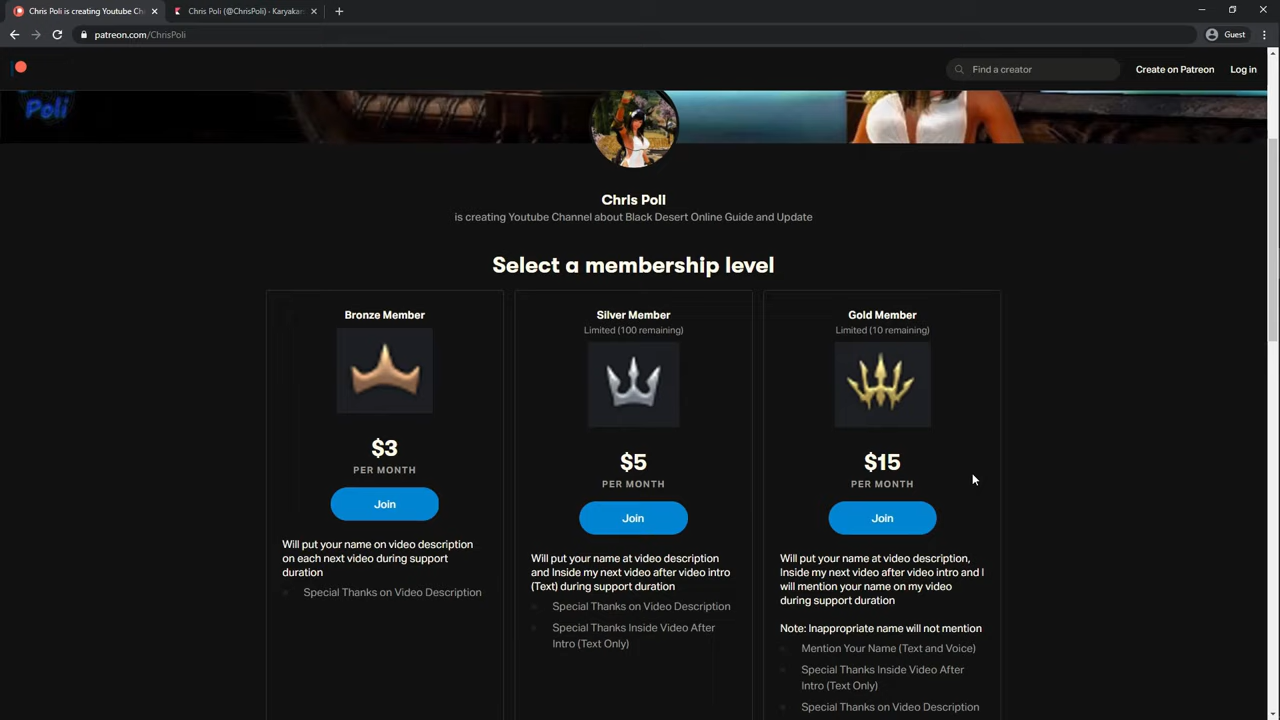 Chris Poli is creating Youtube Ch
Chris Poli (@ChrisPoli) - Karyakar
patreon.com/ChrisPoli
Guest
Find a creator
Create on Patreon
Log in
Poli
Chris Poli
is creating Youtube Channel about Black Desert Online Guide and Update
Select a membership level
Bronze Member
$3
PER MONTH
Join
Will put your name on video description
on each next video during support
duration
Special Thanks on Video Description
Silver Member
Limited (100 remaining)
$5
PER MONTH
Join
Will put your name at video description
and Inside my next video after video intro
(Text) during support duration
Special Thanks on Video Description
Special Thanks Inside Video After
Intro (Text Only)
Gold Member
Limited (10 remaining)
$15
PER MONTH
Join
Will put your name at video description,
Inside my next video after video intro and I
will mention your name on my video
during support duration
Note: Inappropriate name will not mention
Mention Your Name (Text and Voice)
Special Thanks Inside Video After
Intro (Text Only)
Special Thanks on Video Description